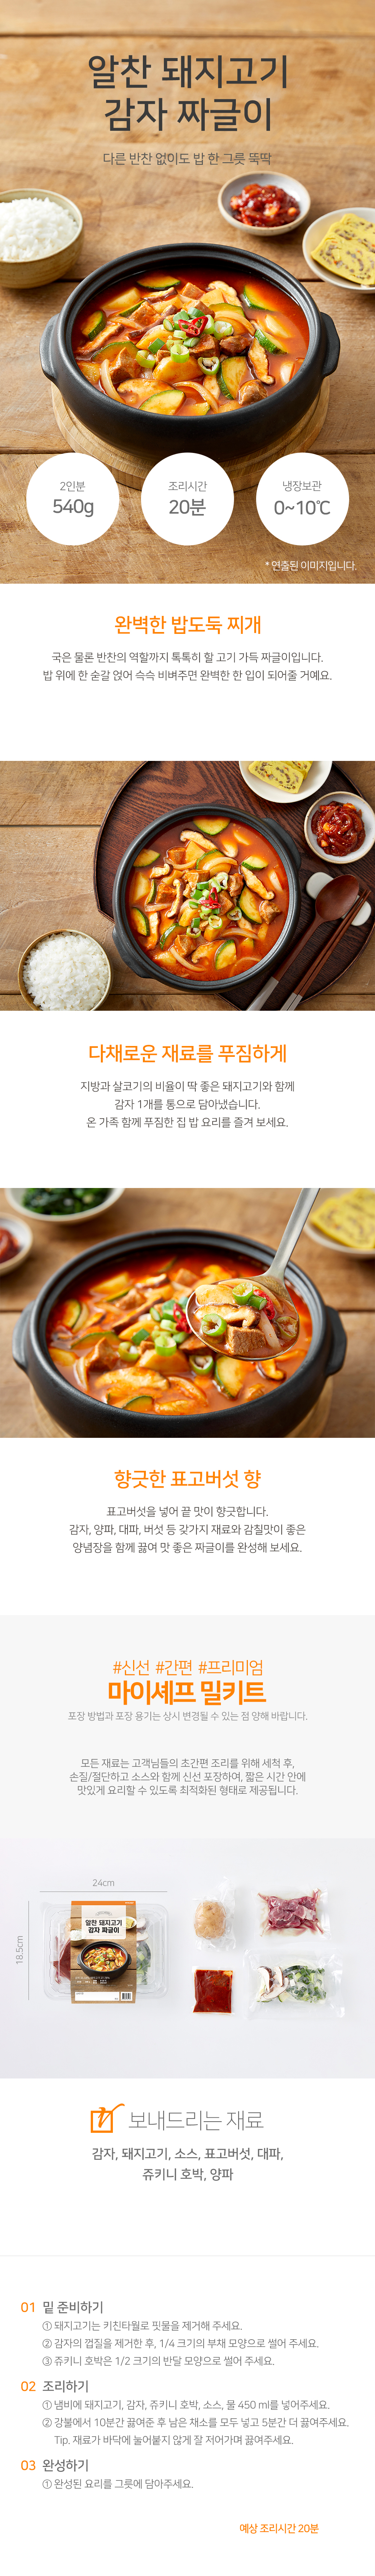 알찬 돼지고기
감자 짜글이
다른 반찬 없이도 밥 한 그릇 뚝딱
2인분
540g
조리시간
20분
냉장보관
0~10℃
* 연출된 이미지입니다.
완벽한 밥도둑 찌개
국은 물론 반찬의 역할까지 톡톡히 할 고기 가득 짜글이입니다.
밥 위에 한 숟갈 얹어 슥슥 비벼주면 완벽한 한 입이 되어줄 거예요.
다채로운 재료를 푸짐하게
지방과 살코기의 비율이 딱 좋은 돼지고기와 함께
감자 1개를 통으로 담아냈습니다.
온 가족 함께 푸짐한 집 밥 요리를 즐겨 보세요.
향긋한 표고버섯 향
표고버섯을 넣어 끝 맛이 향긋합니다.
감자, 양파, 대파, 버섯 등 갖가지 재료와 감칠맛이 좋은
양념장을 함께 끓여 맛 좋은 짜글이를 완성해 보세요.
#신선 #간편 #프리미엄
마이셰프 밀키트
포장 방법과 포장 용기는 상시 변경될 수 있는 점 양해 바랍니다.
모든 재료는 고객님들의 초간편 조리를 위해 세척 후,
손질/절단하고 소스와 함께 신선 포장하여, 짧은 시간 안에
맛있게 요리할 수 있도록 최적화된 형태로 제공됩니다.
24cm
18.5cm
알찬 돼지고기
감자 짜글이
보내드리는 재료
감자, 돼지고기, 소스, 표고버섯, 대파,
쥬키니 호박, 양파
01 밑 준비하기
① 돼지고기는 키친타월로 핏물을 제거해 주세요.
② 감자의 껍질을 제거한 후, 1/4 크기의 부채 모양으로 썰어 주세요.
③ 쥬키니 호박은 1/2 크기의 반달 모양으로 썰어 주세요.
02 조리하기
① 냄비에 돼지고기, 감자, 쥬키니 호박, 소스, 물 450 ml를 넣어주세요.
② 강불에서 10분간 끓여준 후 남은 채소를 모두 넣고 5분간 더 끓여주세요.
Tip. 재료가 바닥에 눌어붙지 않게 잘 저어가며 끓여주세요.
03 완성하기
① 완성된 요리를 그릇에 담아주세요.
예상 조리시간 20분